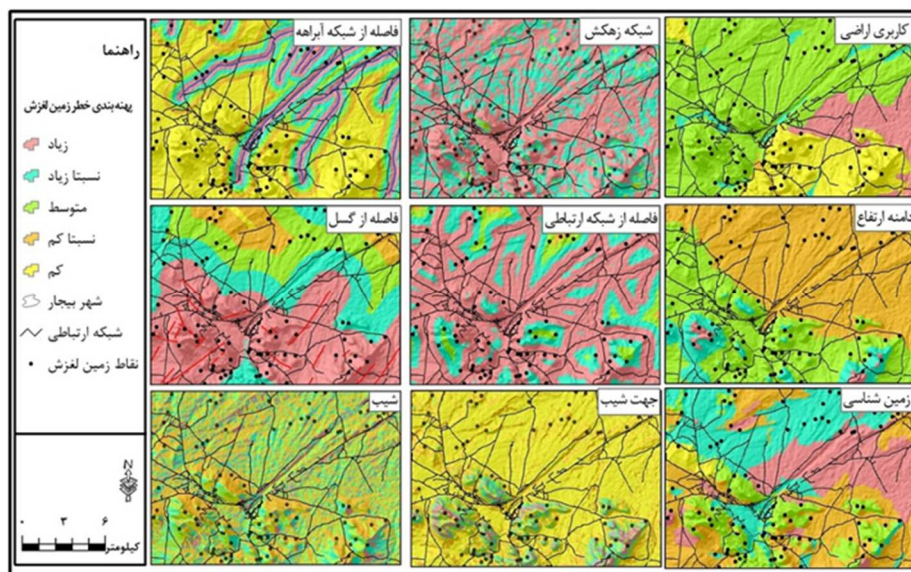 راهنما
پهنه بندی خطر زمین لغزش
زیاد
نسبتا زیاد
متوسط
نسبتا کم
کم
شهر بیجار
شبکه ارتباطی
نقاط زمین لغزش
N
۰ ۳ ۶
کیلومتر
کاربری اراضی
شبکه زهکش
فاصله از شبکه آبراهه
دامنه ارتفاع
فاصله از شبکه ارتباطی
فاصله از گسل
زمین شناسی
جهت شیب
شیب